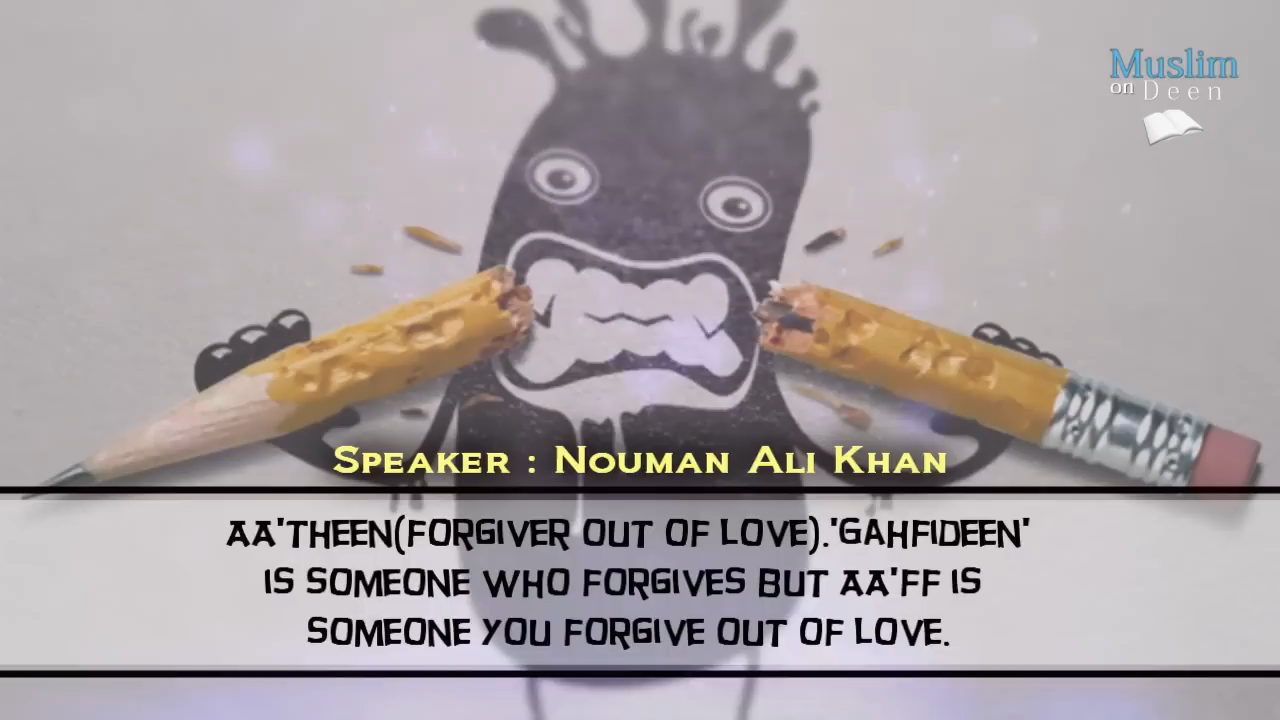 Muslim
on Deen
SPEAKER : NOUMAN ALI KHAN
AA'THEEN(FORGIVER OUT OF LOVE).'GAHFIDEEN'
IS SOMEONE WHO FORGIVES BUT AA'FF IS
SOMEONE YOU FORGIVE OUT OF LOVE.